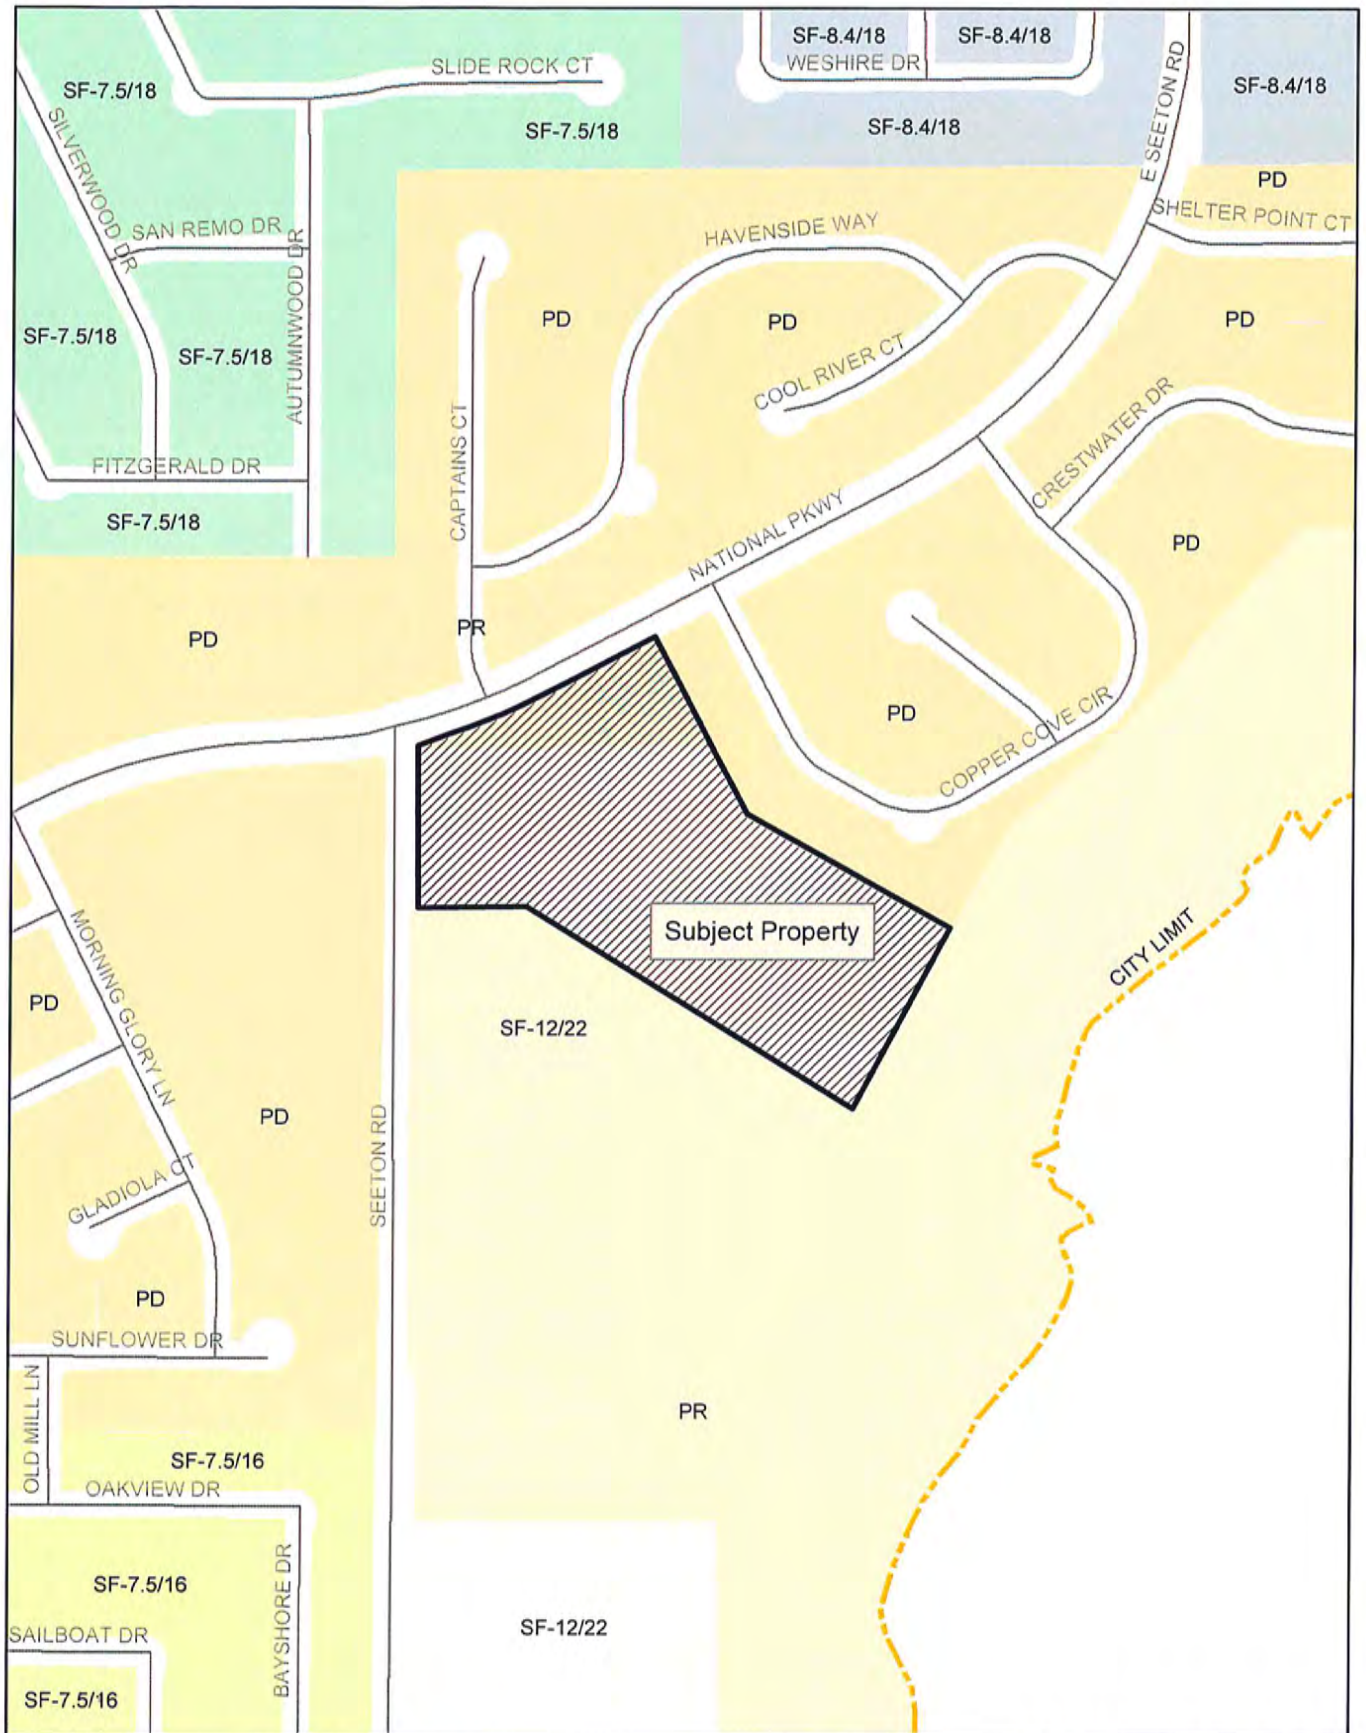 SF-8.4/18
SF-8.4/18
SLIDE ROCK CT
WESHIRE DR
SF-7.5/18
SF-8.4/18
SF-7.5/18
SF-8.4/18
E SEETON RD
SILVERWOOD DR
PD
SHELTER POINT CT
SAN REMO DR
HAVENSIDE WAY
AUTUMNWOOD DR
PD
PD
PD
SF-7.5/18
SF-7.5/18
COOL RIVER CT
CRESTWATER DR
CAPTAINS CT
FITZGERALD DR
SF-7.5/18
NATIONAL PKWY
PD
PR
PD
PD
COPPER COVE CIR
Subject Property
CITY LIMIT
MORNING GLORY LN
PD
SF-12/22
PD
SEETON RD
GLADIOLA CT
PD
SUNFLOWER DR
OLD MILL LN
PR
SF-7.5/16
OAKVIEW DR
SF-7.5/16
BAYSHORE DR
SF-12/22
SAILBOAT DR
SF-7.5/16